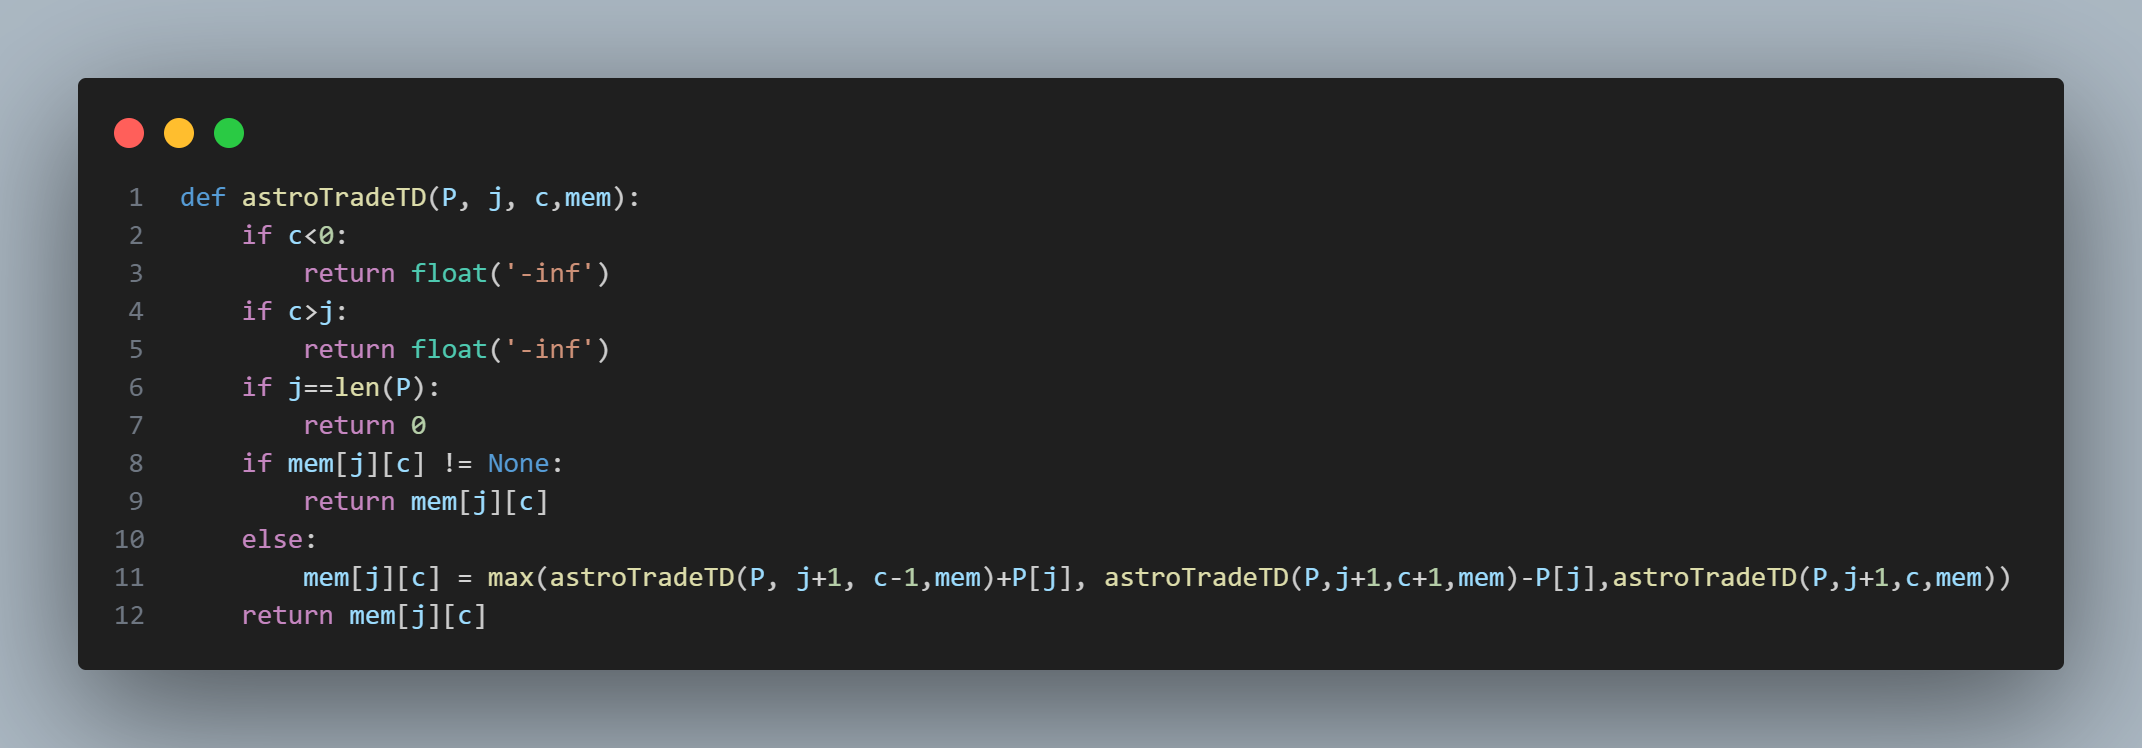 1 def astroTradeTD(P, j, c,mem):
2     if c<0:
3         return float('-inf')
4     if c>j:
5         return float('-inf')
6     if j==len(P):
7         return 0
8     if mem[j][c] != None:
9         return mem[j][c]
10     else:
11         mem[j][c] = max(astroTradeTD(P, j+1, c-1,mem)+P[j], astroTradeTD(P,j+1,c+1,mem)-P[j],astroTradeTD(P,j+1,c,mem))
12     return mem[j][c]